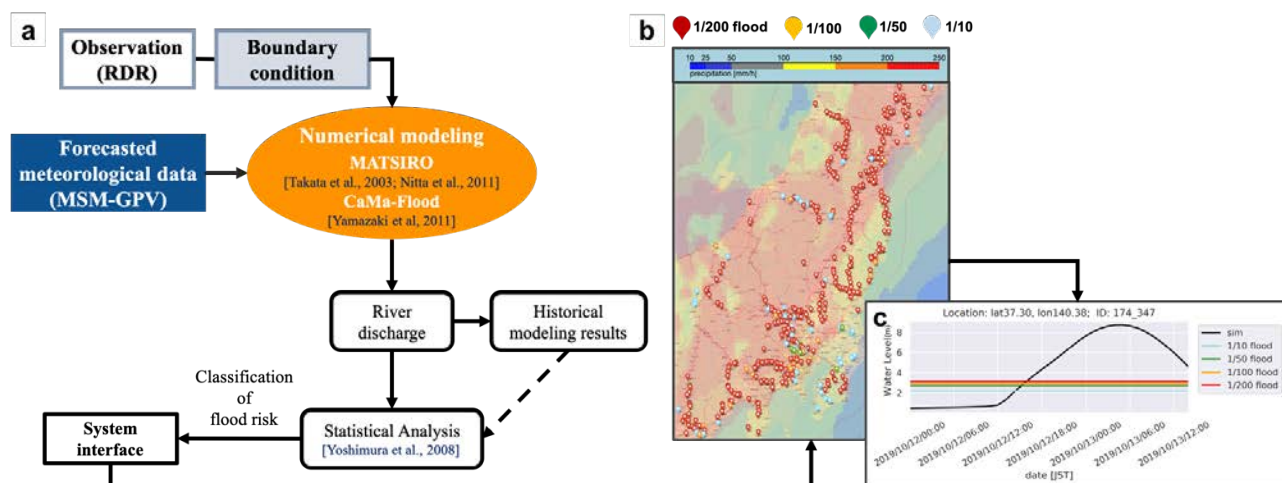 a
Observation
(RDR)
Boundary
condition
Forecasted
meteorological data
(MSM-GPV)
Numerical modeling
MATSIRO
[Takata et al., 2003; Nitta et al., 2011]
CaMa-Flood
[Yamazaki et al, 2011]
River
discharge
Historical
modeling results
Classification
of
flood risk
System
interface
Statistical Analysis
[Yoshimura et al., 2008]
b
1/200 flood 1/100 1/50 1/10
10 25 50 100 150 200 250
precipitation [mm/h]
c
Location: lat37.30, lon140.38; ID: 174_347
Water Level(m)
8
6
4
2
sim
1/10 flood
1/50 flood
1/100 flood
1/200 flood
2019/10/12/00:00
2019/10/12/06:00
2019/10/12/12:00
2019/10/12/18:00
2019/10/13/00:00
2019/10/13/06:00
2019/10/13/12:00
date [JST]